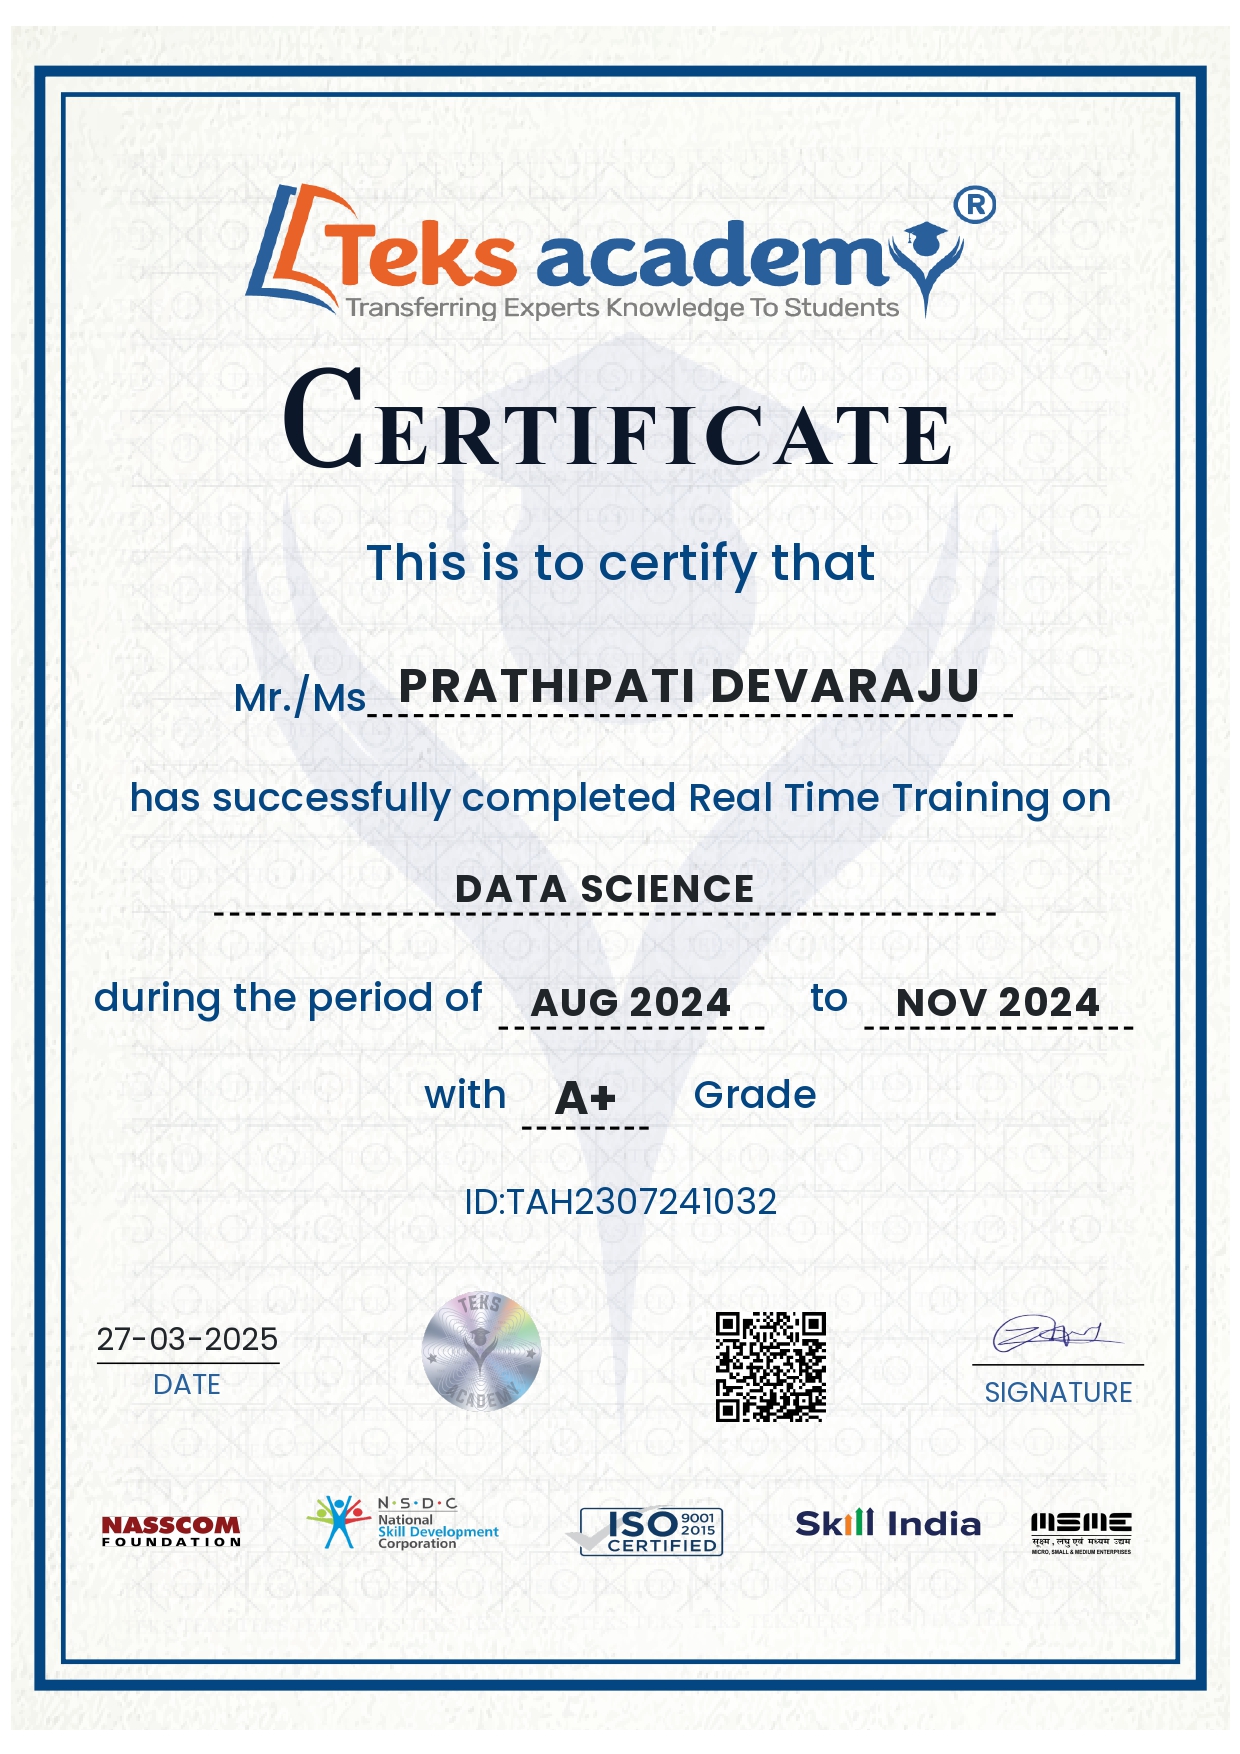 Teks academy ®
Transferring Experts Knowledge To Students
CERTIFICATE
This is to certify that
Mr./Ms PRATHIPATI DEVARAJU
has successfully completed Real Time Training on
DATA SCIENCE
during the period of AUG 2024 to NOV 2024
with A+ Grade
ID:TAH2307241032
27-03-2025
DATE
TEKS
ACADEMY
SIGNATURE
NASSCOM
FOUNDATION
N·S·D·C
National
Skill Development
Corporation
ISO 9001
2015
CERTIFIED
Skill India
MSME
सूक्ष्म, लघु एवं मध्यम उद्यम
MICRO, SMALL & MEDIUM ENTERPRISES